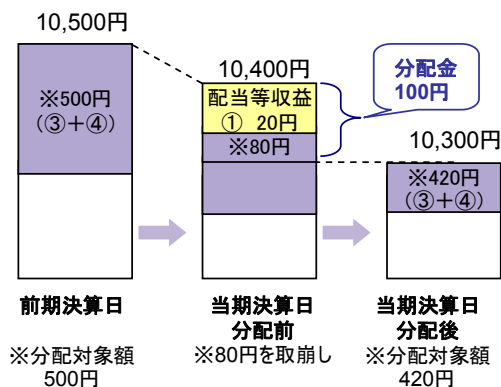 10,500円
※500円
(③+④)
10,400円
配当等収益
① 20円
※80円
分配金
100円
10,300円
※420円
(③+④)
前期決算日
※分配対象額
500円
当期決算日
分配前
※80円を取崩し
当期決算日
分配後
※分配対象額
420円